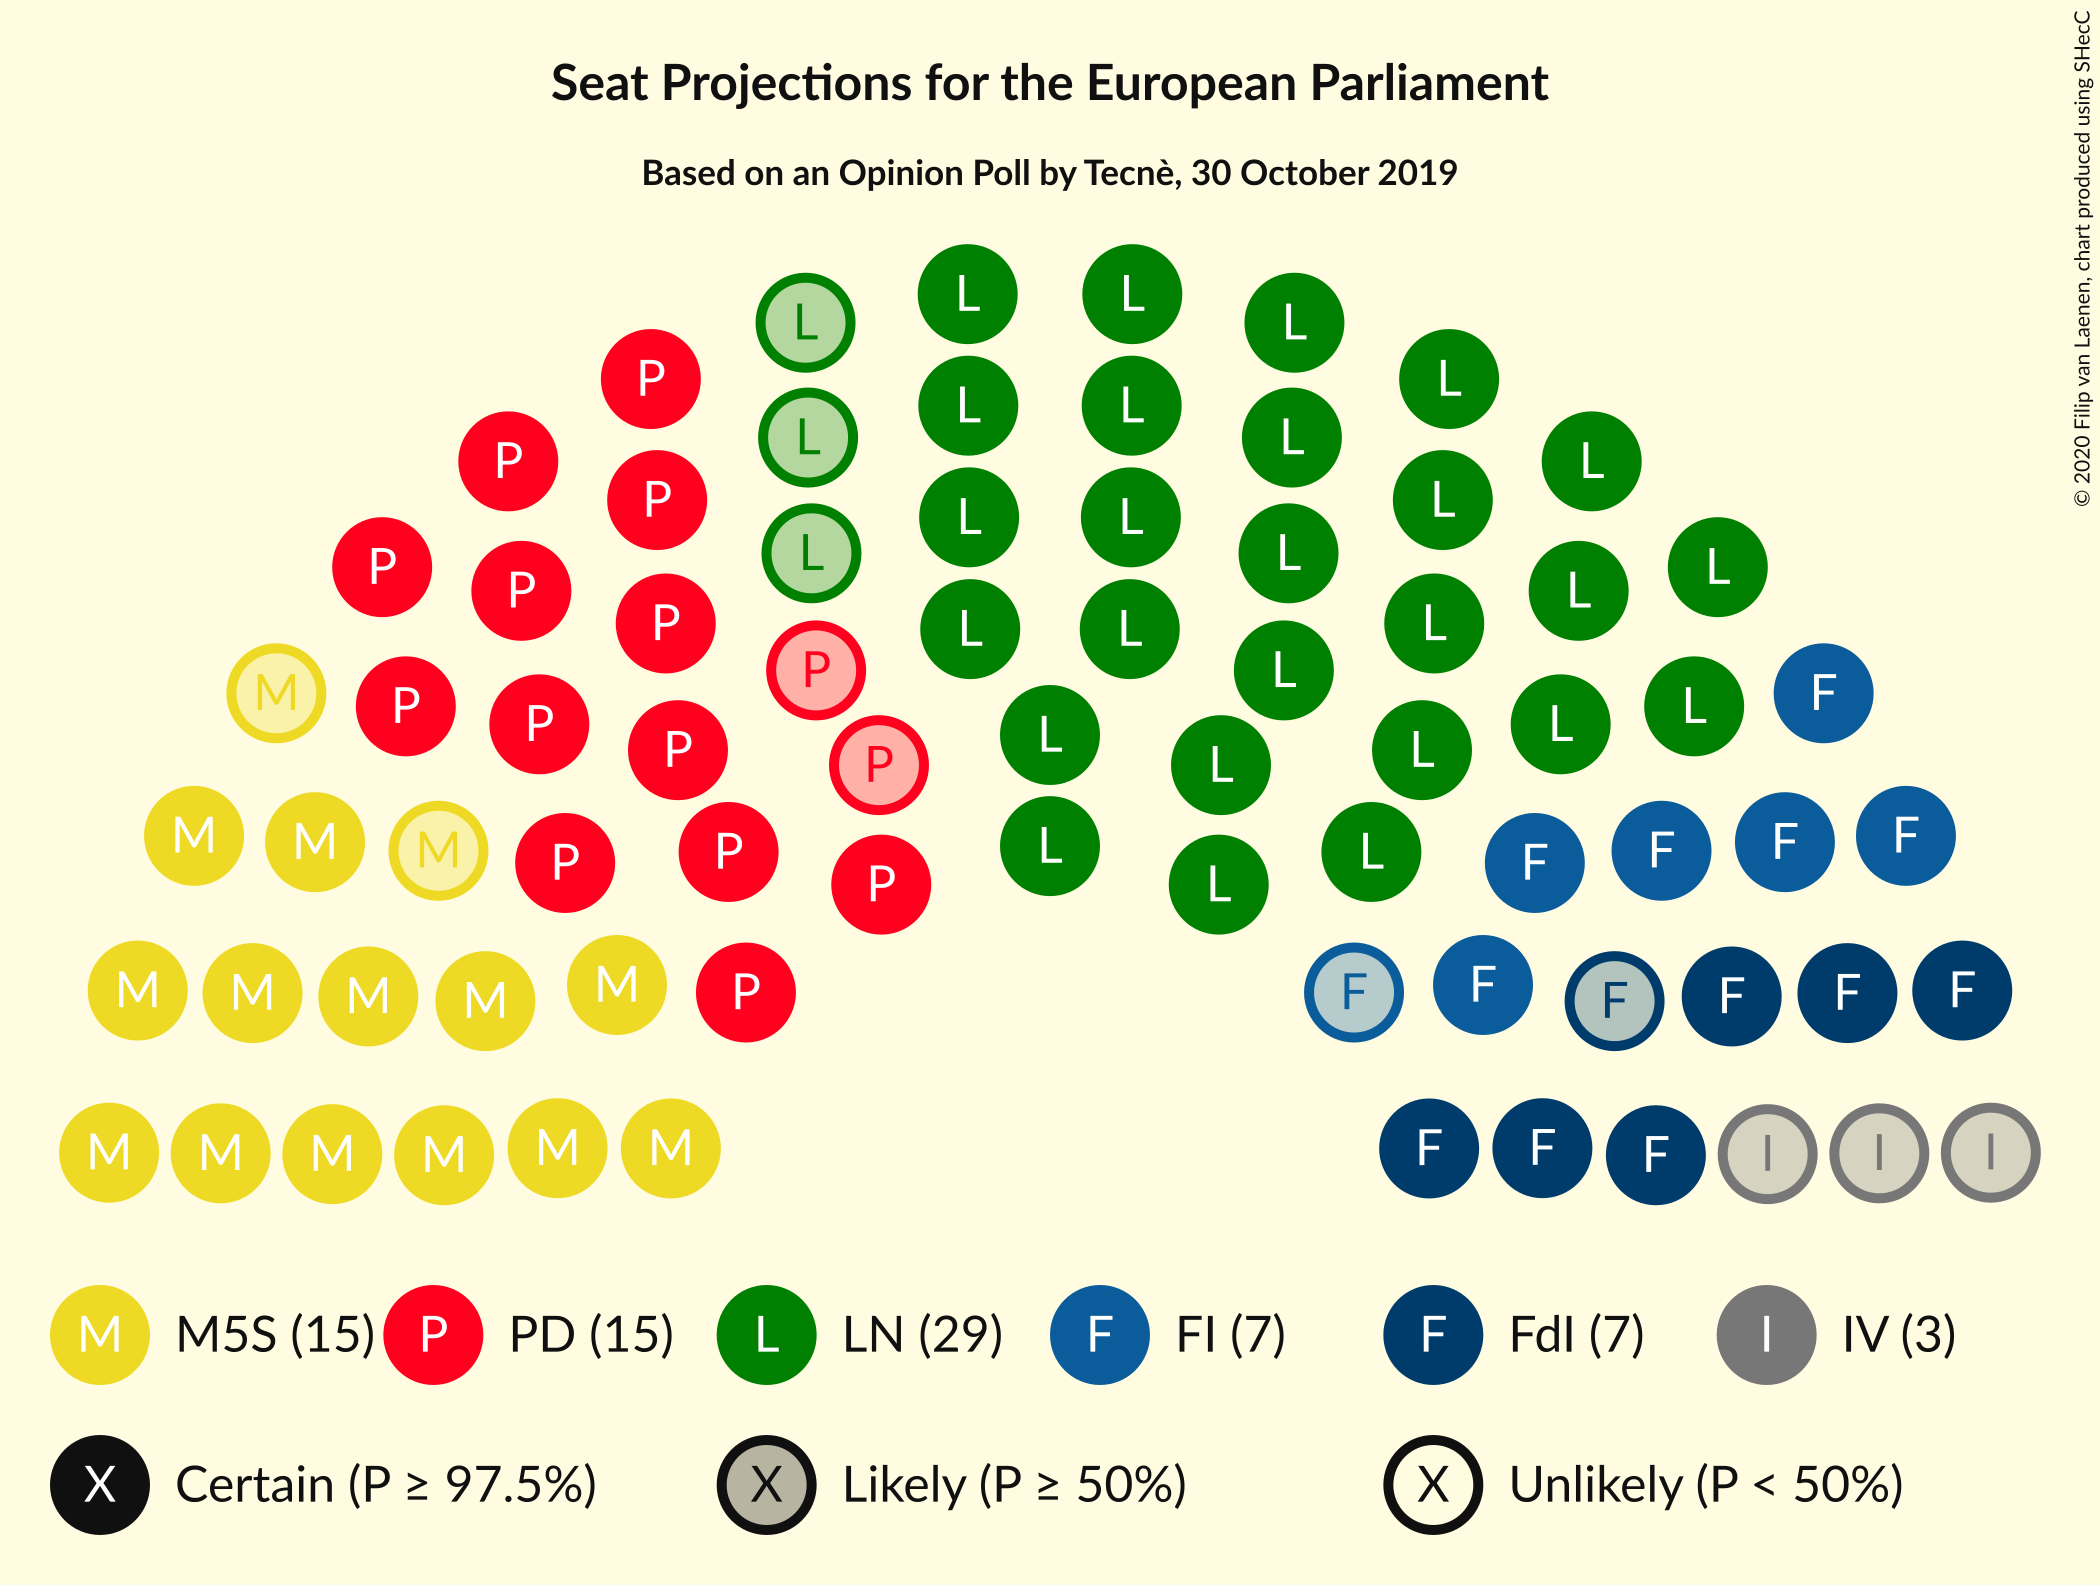 Seat Projections for the European Parliament
Based on an Opinion Poll by Tecnè, 30 October 2019
© 2020 Filip van Laenen, chart produced using SHecC
L L
L L
P P
L L
L L
P L L L
P P L L L L
P P L L L L
P P L L
M P P P P L L L L F
P L L L
M M M P P P L L L F F F F
M M M M M P F F F F F F
M M M M M M F F F I I I
M M5S (15) P PD (15) L LN (29) F FI (7) F FdI (7) I IV (3)
X Certain (P ≥ 97.5%) X Likely (P ≥ 50%) X Unlikely (P < 50%)